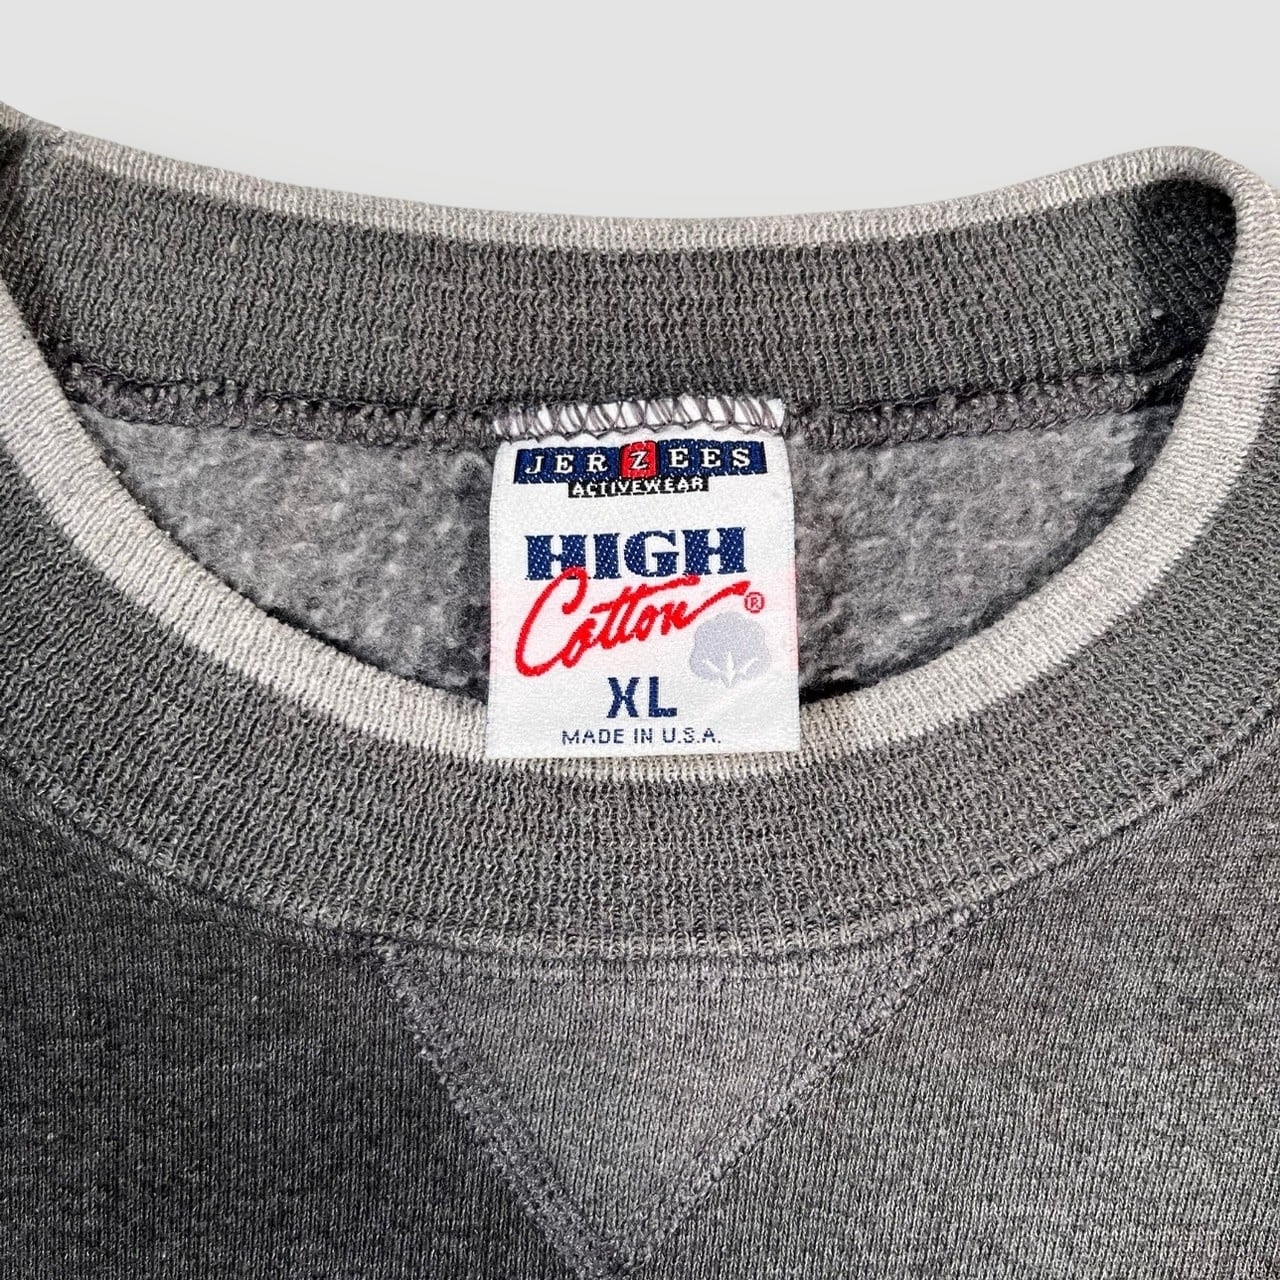 JERZEES
ACTIVEWEAR
HIGH
Cotton®
XL
MADE IN U.S.A.